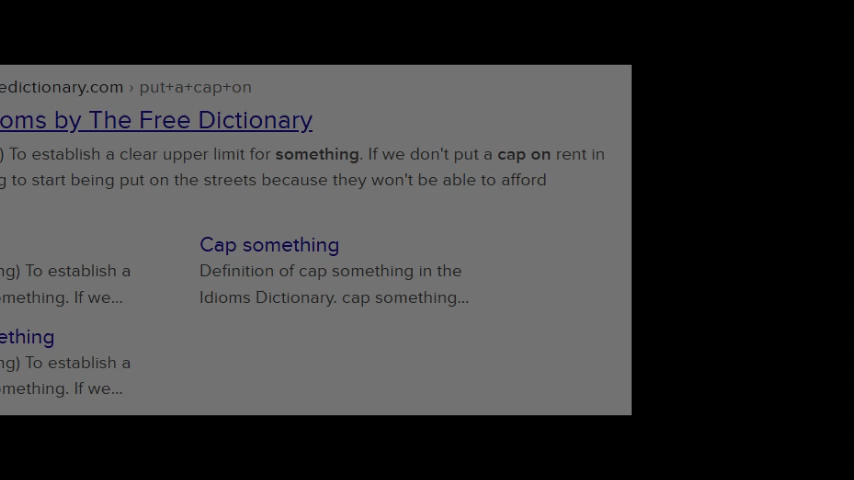 edictionary.com › put+a+cap+on
oms by The Free Dictionary
) To establish a clear upper limit for something. If we don't put a cap on rent in
g to start being put on the streets because they won't be able to afford
ng) To establish a
omething. If we...
ething
ng) To establish a
omething. If we...
Cap something
Definition of cap something in the
Idioms Dictionary. cap something...